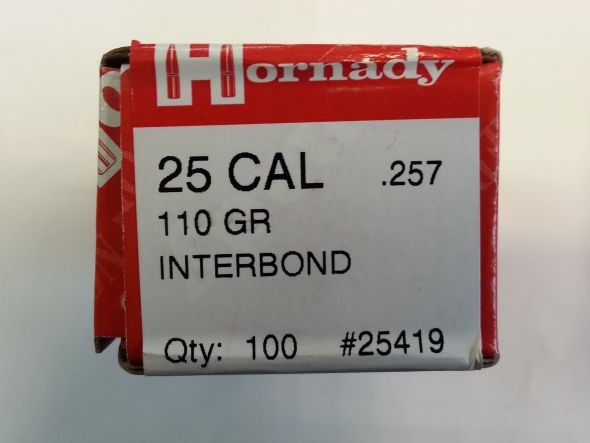 Hornady
25 CAL .257
110 GR
INTERBOND
Qty: 100 #25419